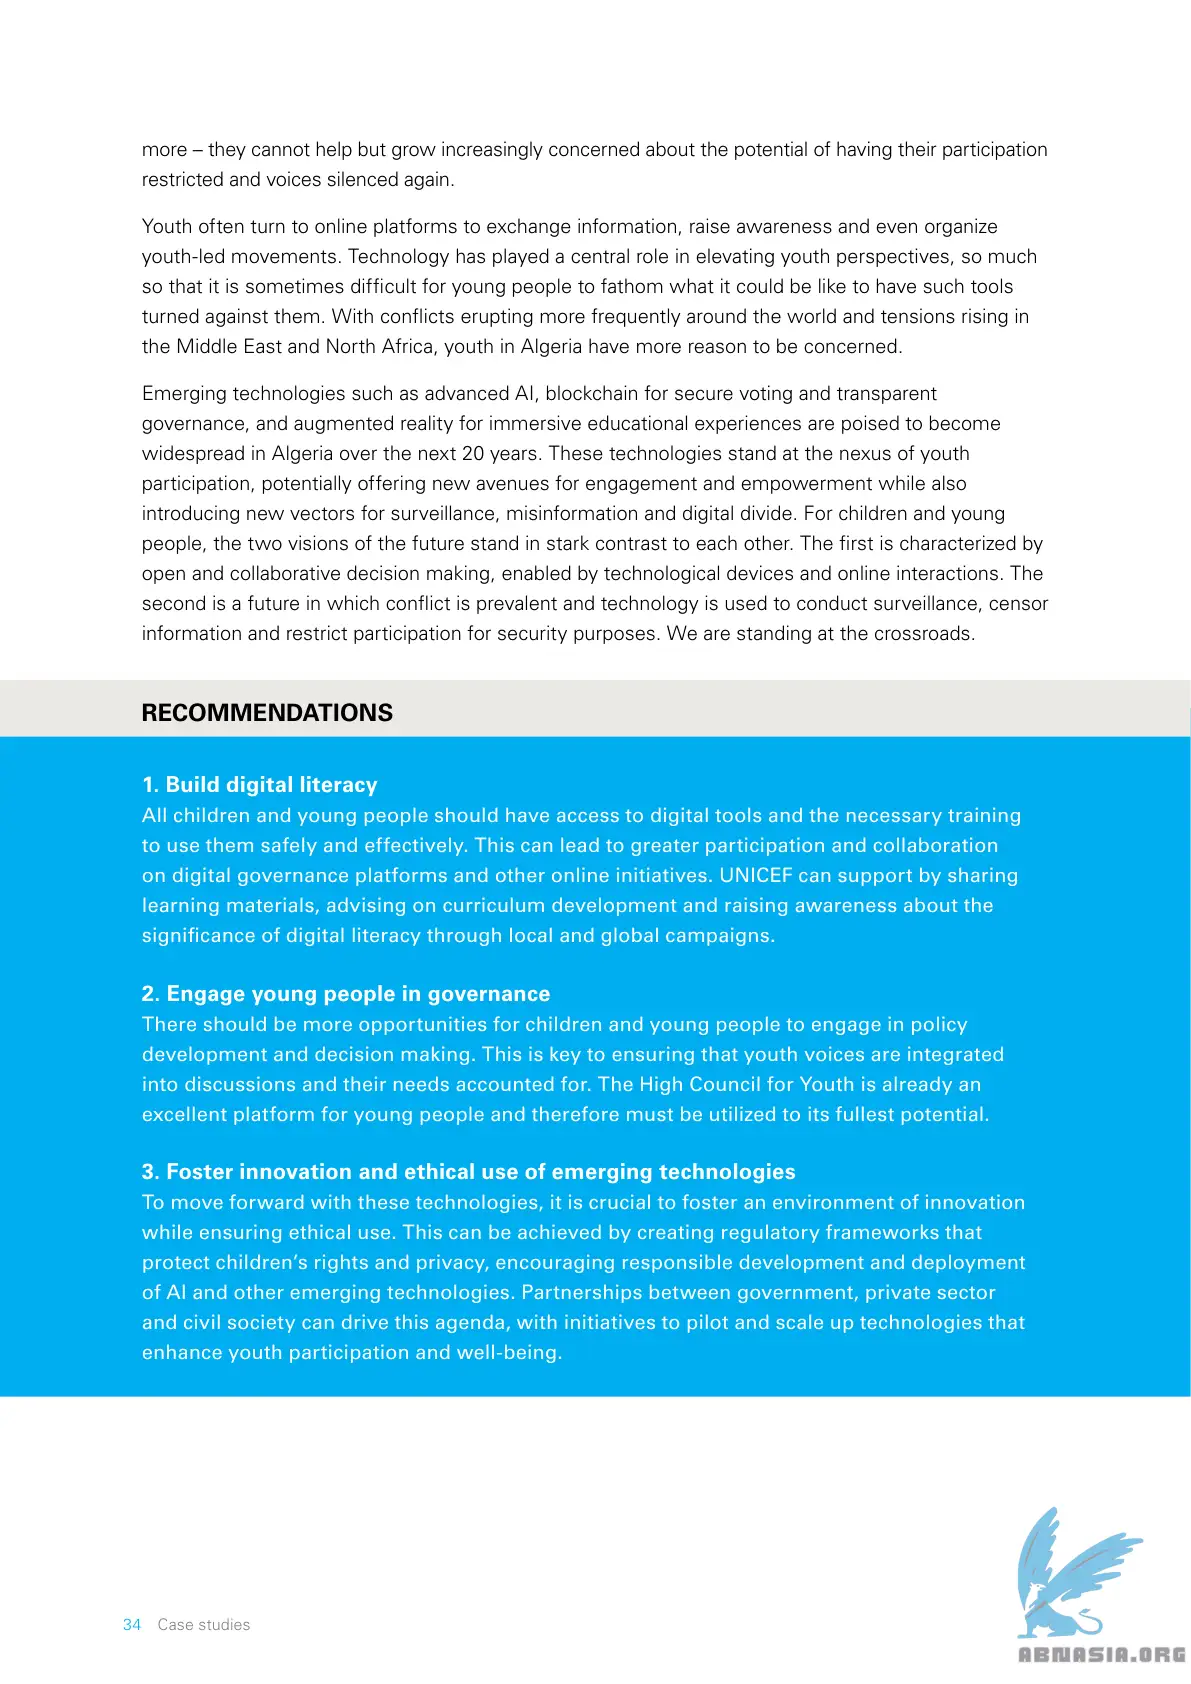 more – they cannot help but grow increasingly concerned about the potential of having their participation
restricted and voices silenced again.
Youth often turn to online platforms to exchange information, raise awareness and even organize
youth-led movements. Technology has played a central role in elevating youth perspectives, so much
so that it is sometimes difficult for young people to fathom what it could be like to have such tools
turned against them. With conflicts erupting more frequently around the world and tensions rising in
the Middle East and North Africa, youth in Algeria have more reason to be concerned.
Emerging technologies such as advanced AI, blockchain for secure voting and transparent
governance, and augmented reality for immersive educational experiences are poised to become
widespread in Algeria over the next 20 years. These technologies stand at the nexus of youth
participation, potentially offering new avenues for engagement and empowerment while also
introducing new vectors for surveillance, misinformation and digital divide. For children and young
people, the two visions of the future stand in stark contrast to each other. The first is characterized by
open and collaborative decision making, enabled by technological devices and online interactions. The
second is a future in which conflict is prevalent and technology is used to conduct surveillance, censor
information and restrict participation for security purposes. We are standing at the crossroads.
RECOMMENDATIONS
1. Build digital literacy
All children and young people should have access to digital tools and the necessary training
to use them safely and effectively. This can lead to greater participation and collaboration
on digital governance platforms and other online initiatives. UNICEF can support by sharing
learning materials, advising on curriculum development and raising awareness about the
significance of digital literacy through local and global campaigns.
2. Engage young people in governance
There should be more opportunities for children and young people to engage in policy
development and decision making. This is key to ensuring that youth voices are integrated
into discussions and their needs accounted for. The High Council for Youth is already an
excellent platform for young people and therefore must be utilized to its fullest potential.
3. Foster innovation and ethical use of emerging technologies
To move forward with these technologies, it is crucial to foster an environment of innovation
while ensuring ethical use. This can be achieved by creating regulatory frameworks that
protect children’s rights and privacy, encouraging responsible development and deployment
of AI and other emerging technologies. Partnerships between government, private sector
and civil society can drive this agenda, with initiatives to pilot and scale up technologies that
enhance youth participation and well-being.
34 Case studies
ABNASIA.ORG